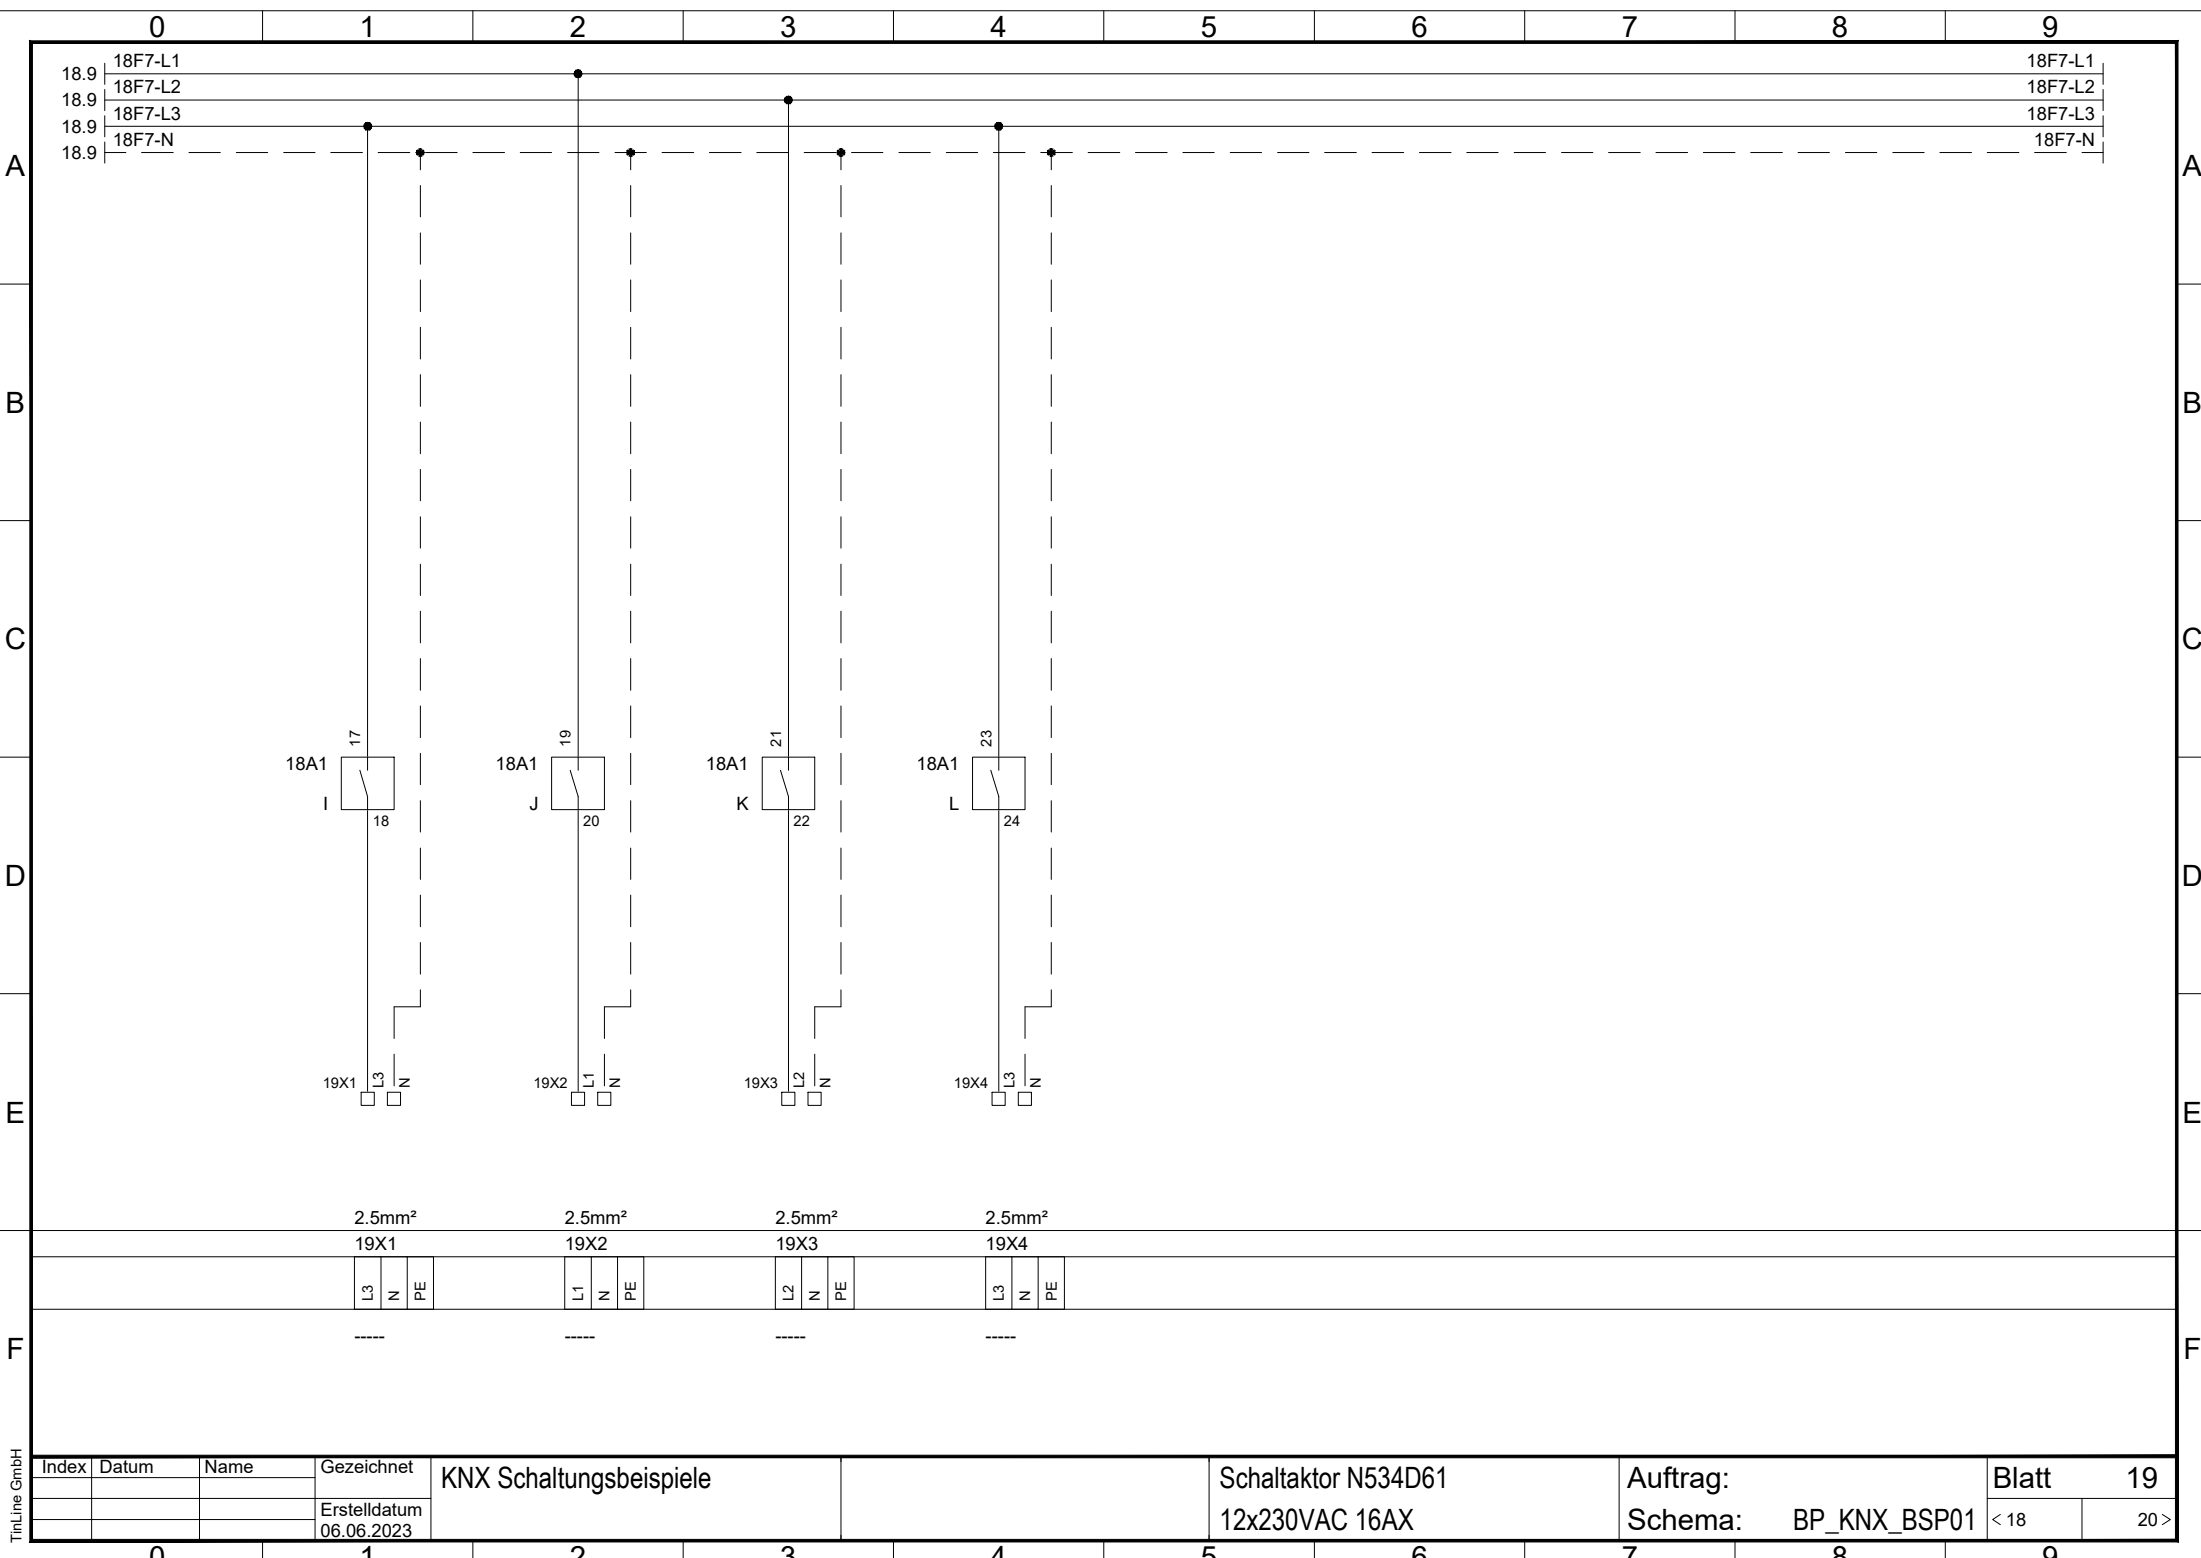 0 1 2 3 4 5 6 7 8 9
18.9 18F7-L1 18F7-L1
18.9 18F7-L2 18F7-L2
18.9 18F7-L3 18F7-L3
18.9 18F7-N 18F7-N
A A
B B
C C
17 19 21 23
18A1 18A1 18A1 18A1
I J K L
18 20 22 24
D D
19X1 L3 N 19X2 L1 N 19X3 L2 N 19X4 L3 N
E E
2.5mm² 2.5mm² 2.5mm² 2.5mm²
19X1 19X2 19X3 19X4
L3 N PE L1 N PE L2 N PE L3 N PE
----- ----- ----- -----
F F
TinLine GmbH
Index Datum Name Gezeichnet
Erstelldatum
06.06.2023
KNX Schaltungsbeispiele
Schaltaktor N534D61
12x230VAC 16AX
Auftrag:
Schema: BP_KNX_BSP01
Blatt 19
< 18 20 >
0 1 2 3 4 5 6 7 8 9